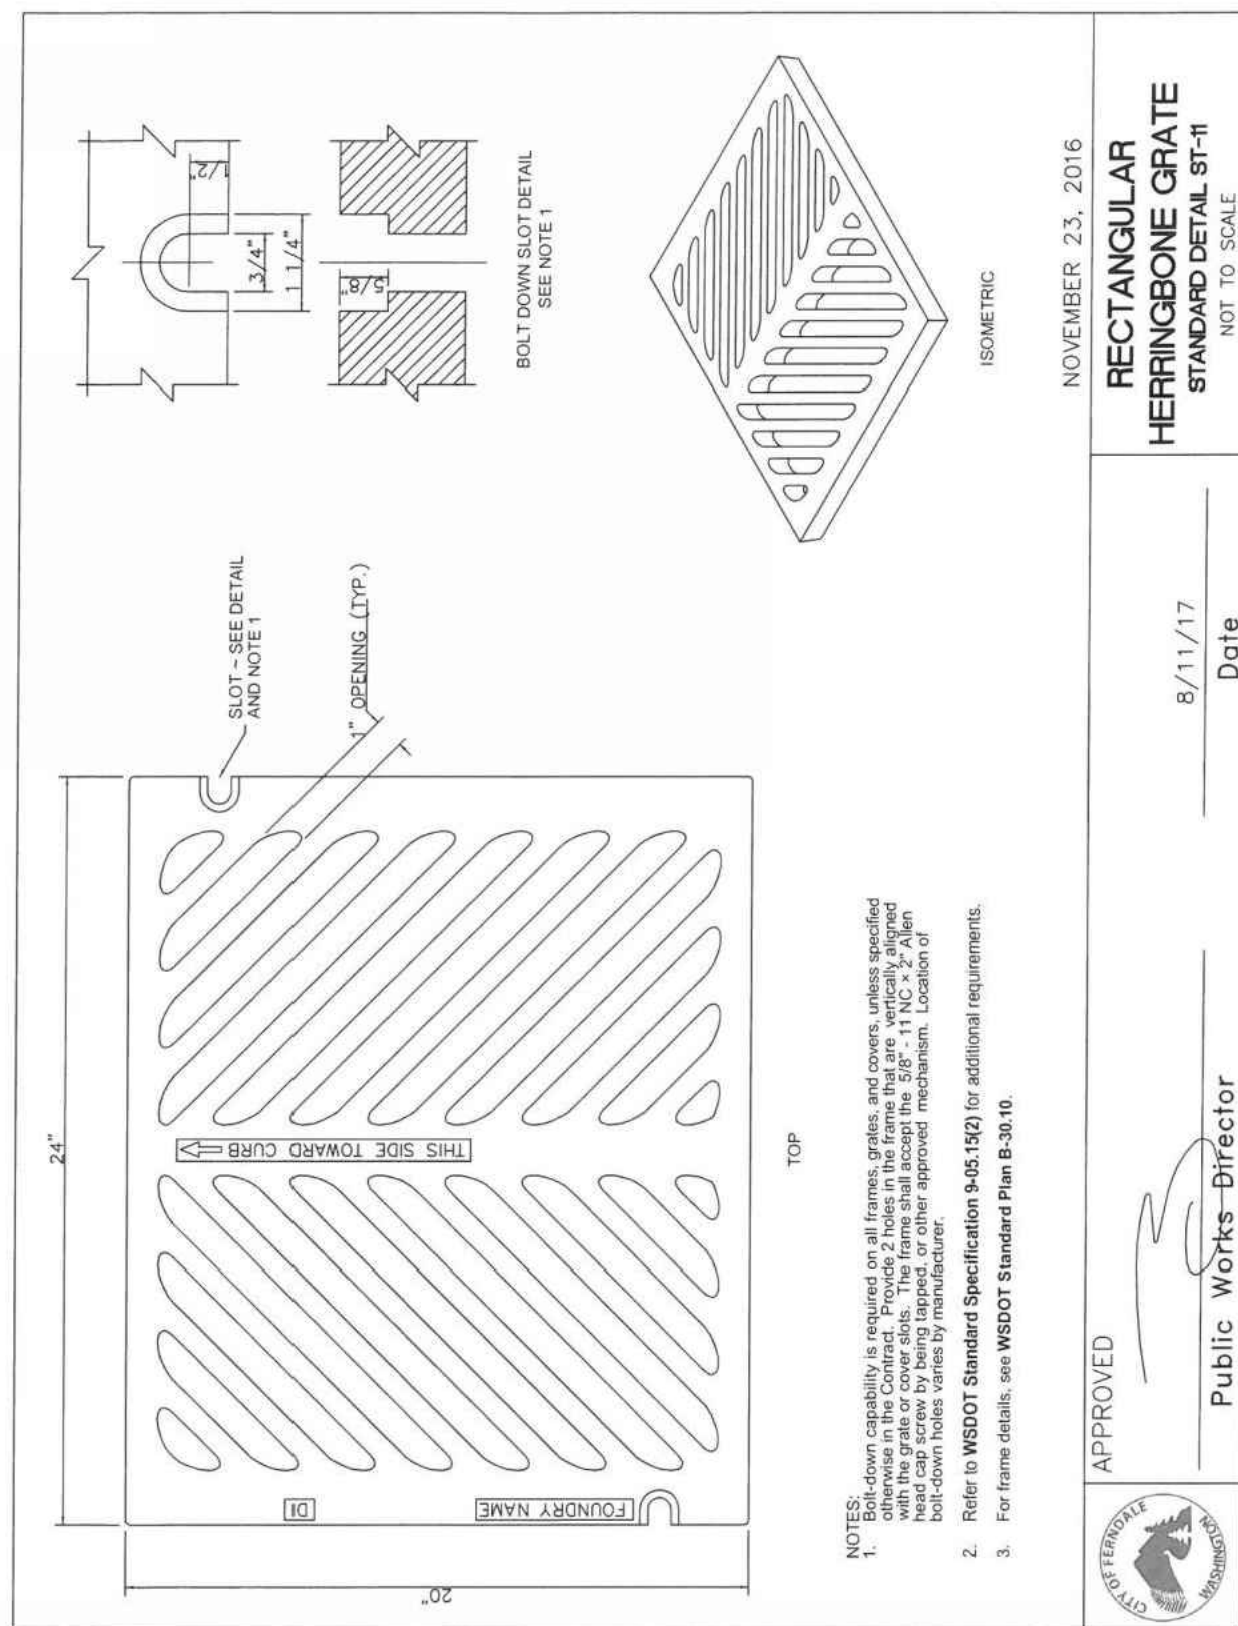 24"
20"
SLOT ~ SEE DETAIL
AND NOTE 1
1" OPENING (TYP.)
THIS SIDE TOWARD CURB
DI
FOUNDRY NAME
TOP
1/2"
3/4"
1 1/4"
5/8"
BOLT DOWN SLOT DETAIL
SEE NOTE 1
ISOMETRIC
NOTES:
1. Bolt-down capability is required on all frames, grates, and covers, unless specified
otherwise in the Contract. Provide 2 holes in the frame that are vertically aligned
with the grate or cover slots. The frame shall accept the 5/8" - 11 NC × 2" Allen
head cap screw by being tapped, or other approved mechanism. Location of
bolt-down holes varies by manufacturer.
2. Refer to WSDOT Standard Specification 9-05.15(2) for additional requirements.
3. For frame details, see WSDOT Standard Plan B-30.10.
NOVEMBER 23, 2016
CITY OF FERNDALE
WASHINGTON
APPROVED
Public Works Director
8/11/17
Date
RECTANGULAR
HERRINGBONE GRATE
STANDARD DETAIL ST-11
NOT TO SCALE